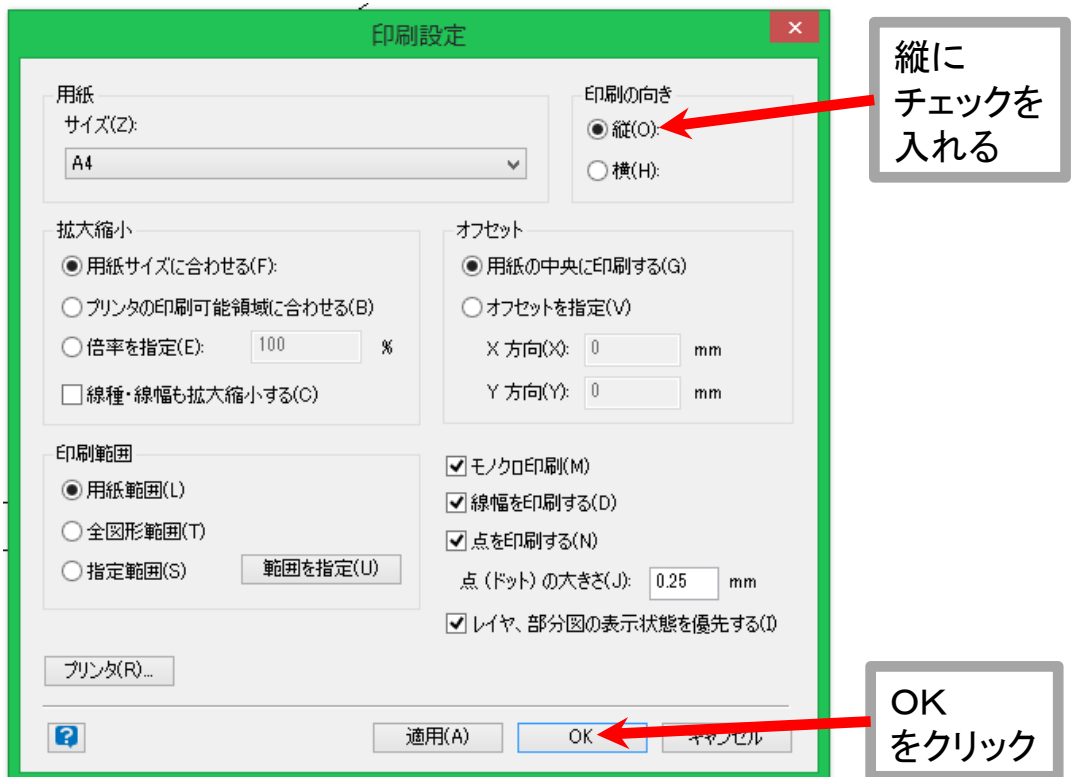 印刷設定
縦に
チェックを
入れる
用紙
サイズ(Z):
A4
印刷の向き
縦(O):
横(H):
拡大縮小
用紙サイズに合わせる(F):
プリンタの印刷可能領域に合わせる(B)
倍率を指定(E): 100 %
線種・線幅も拡大縮小する(C)
オフセット
用紙の中央に印刷する(G)
オフセットを指定(V)
X 方向(X): 0 mm
Y 方向(Y): 0 mm
印刷範囲
用紙範囲(L)
全図形範囲(T)
指定範囲(S) 範囲を指定(U)
モノクロ印刷(M)
線幅を印刷する(D)
点を印刷する(N)
点 (ドット) の大きさ(J): 0.25 mm
レイヤ、部分図の表示状態を優先する(I)
プリンタ(R)...
適用(A) OK キャンセル
OK
をクリック